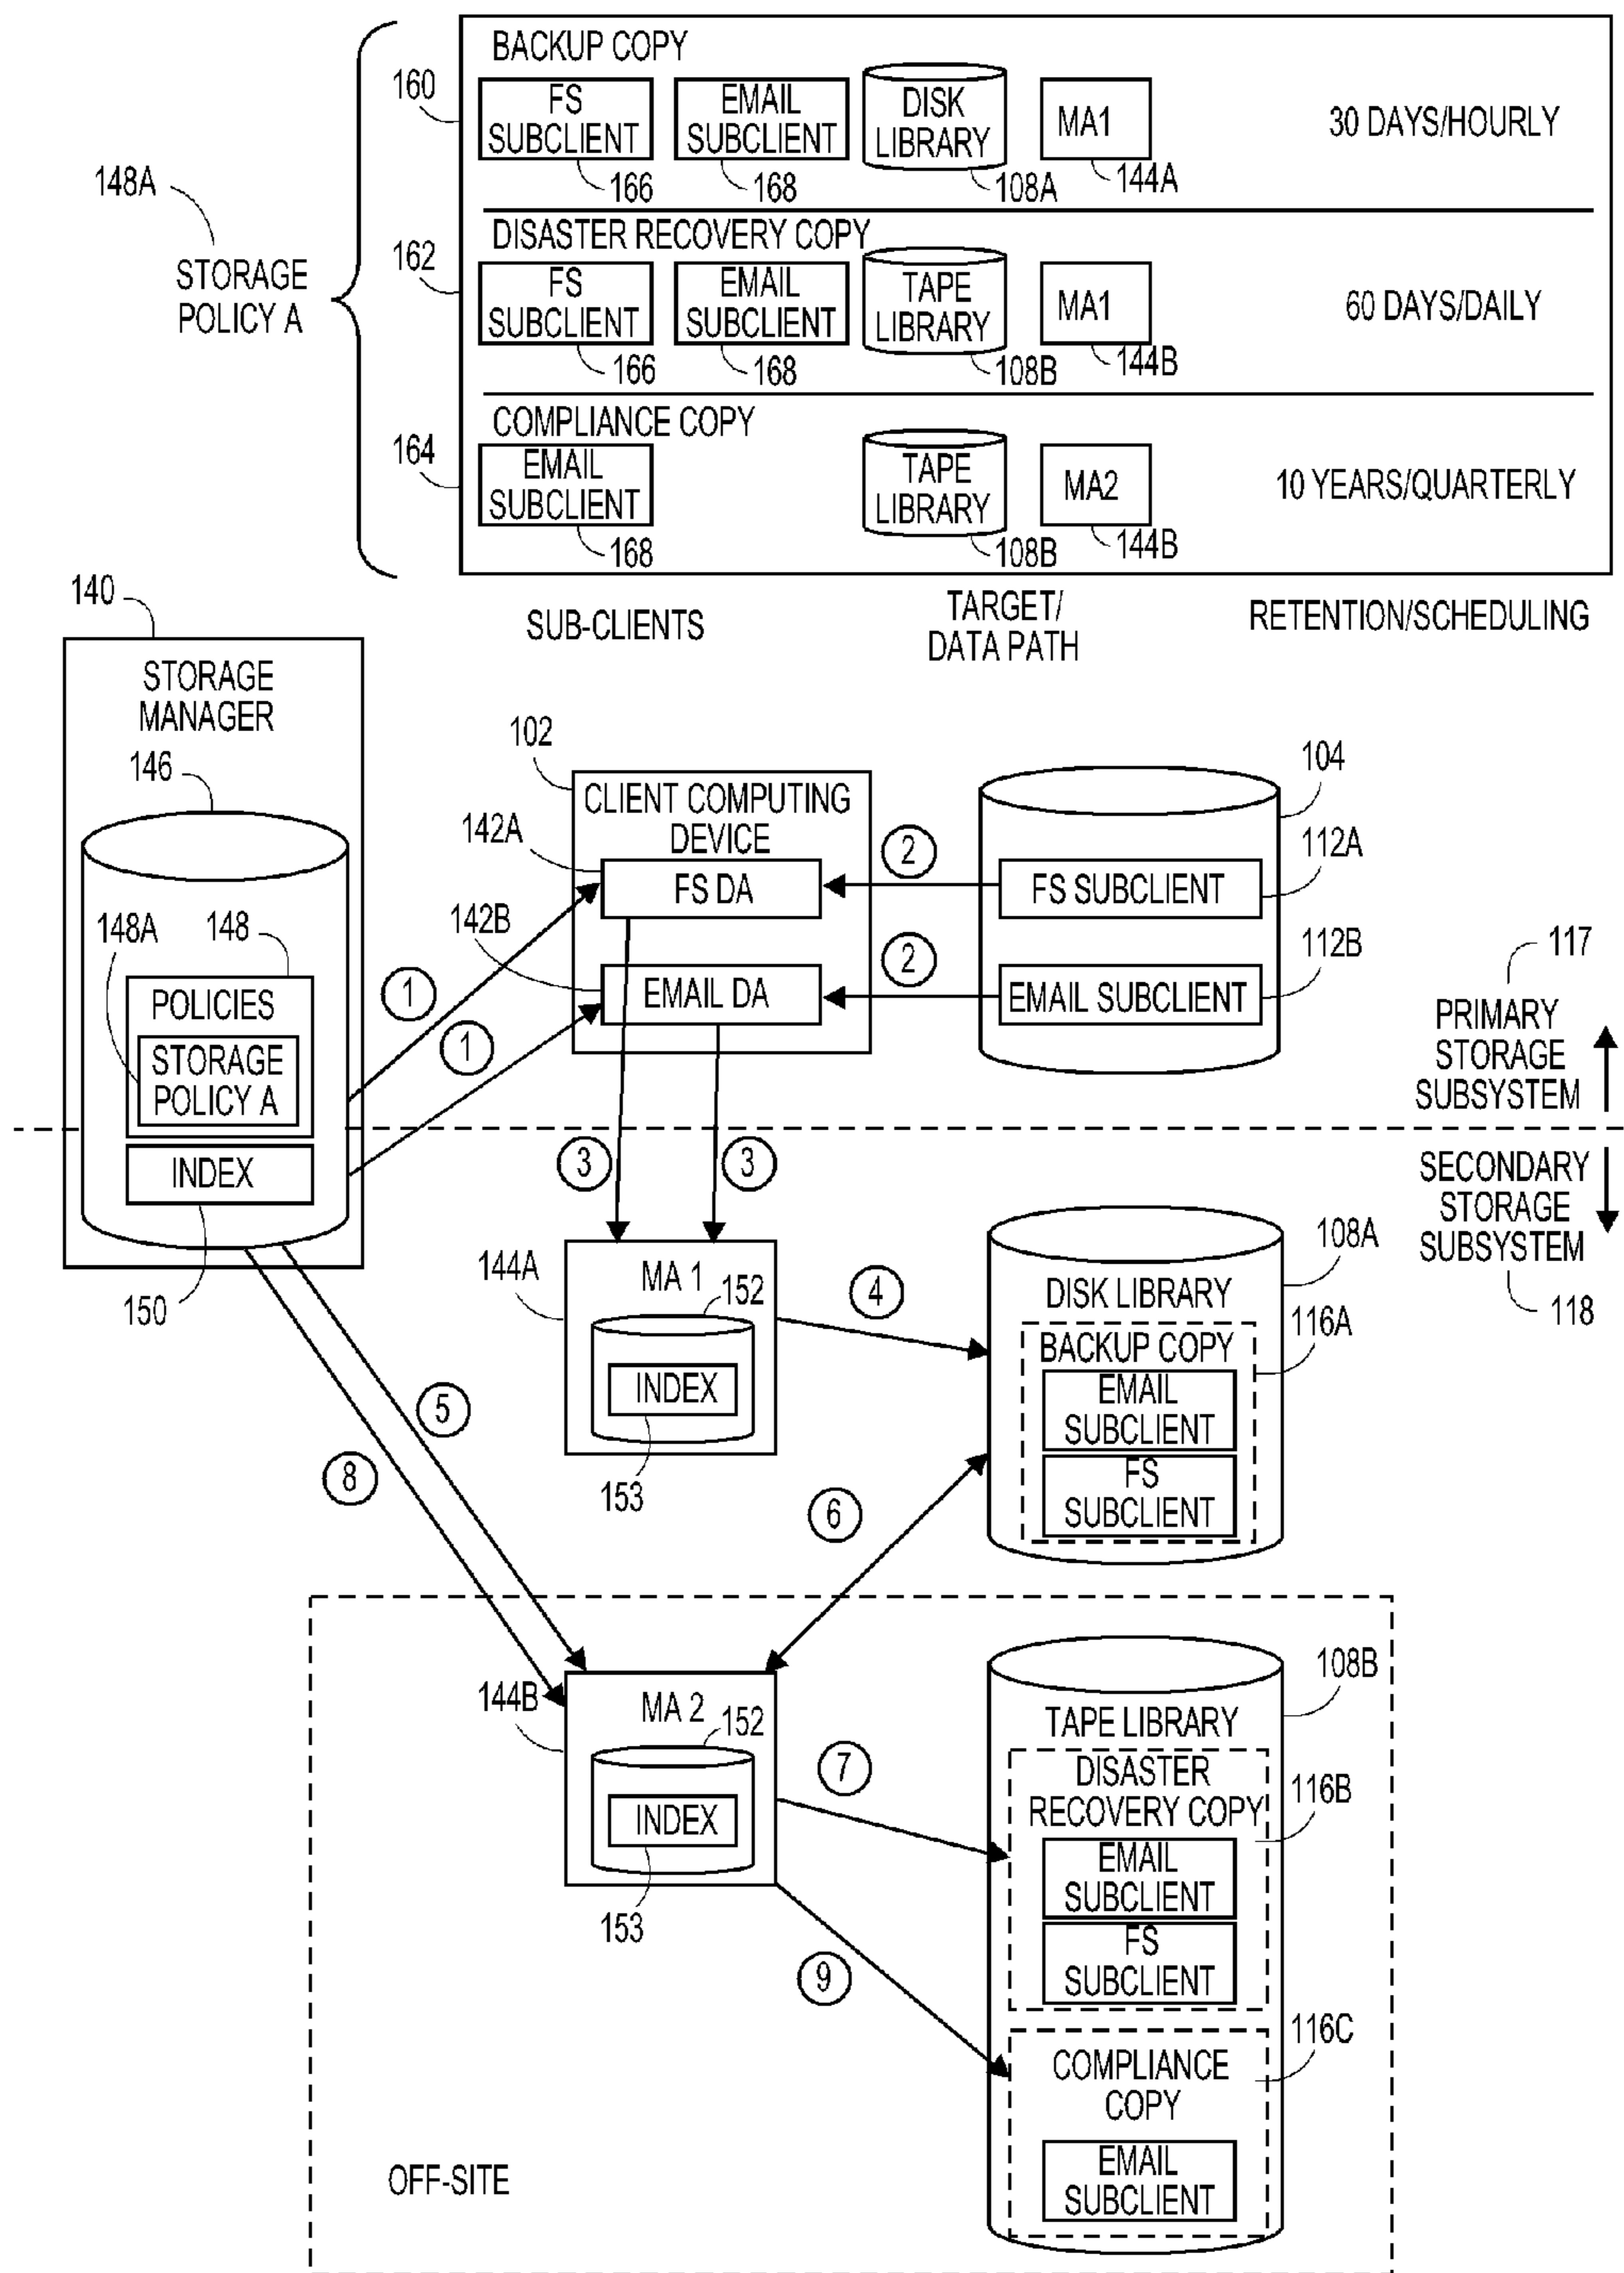 BACKUP COPY
160
FS
SUBCLIENT
166
EMAIL
SUBCLIENT
168
DISK
LIBRARY
108A
MA1
144A
30 DAYS/HOURLY
148A
STORAGE
POLICY A
DISASTER RECOVERY COPY
162
FS
SUBCLIENT
166
EMAIL
SUBCLIENT
168
TAPE
LIBRARY
108B
MA1
144B
60 DAYS/DAILY
COMPLIANCE COPY
164
EMAIL
SUBCLIENT
168
TAPE
LIBRARY
108B
MA2
144B
10 YEARS/QUARTERLY
SUB-CLIENTS
TARGET/
DATA PATH
RETENTION/SCHEDULING
140
STORAGE
MANAGER
146
148A
148
POLICIES
STORAGE
POLICY A
INDEX
150
102
CLIENT COMPUTING
DEVICE
142A
FS DA
142B
EMAIL DA
1
1
2
2
104
FS SUBCLIENT
112A
EMAIL SUBCLIENT
112B
117
PRIMARY
STORAGE
SUBSYSTEM
SECONDARY
STORAGE
SUBSYSTEM
118
3
3
144A
MA 1
152
INDEX
153
4
108A
DISK LIBRARY
116A
BACKUP COPY
EMAIL
SUBCLIENT
FS
SUBCLIENT
5
8
6
144B
MA 2
152
INDEX
153
7
9
108B
TAPE LIBRARY
DISASTER
RECOVERY COPY
116B
EMAIL
SUBCLIENT
FS
SUBCLIENT
116C
COMPLIANCE
COPY
EMAIL
SUBCLIENT
OFF-SITE